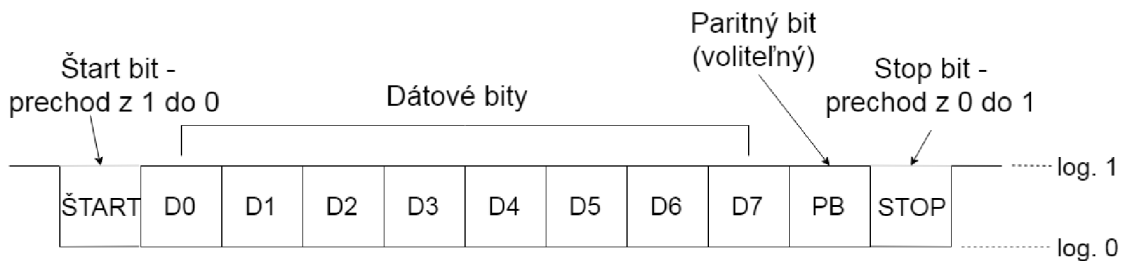 Štart bit -
prechod z 1 do 0
Dátové bity
Paritný bit
(voliteľný)
Stop bit -
prechod z 0 do 1
log. 1
ŠTART D0 D1 D2 D3 D4 D5 D6 D7 PB STOP
log. 0